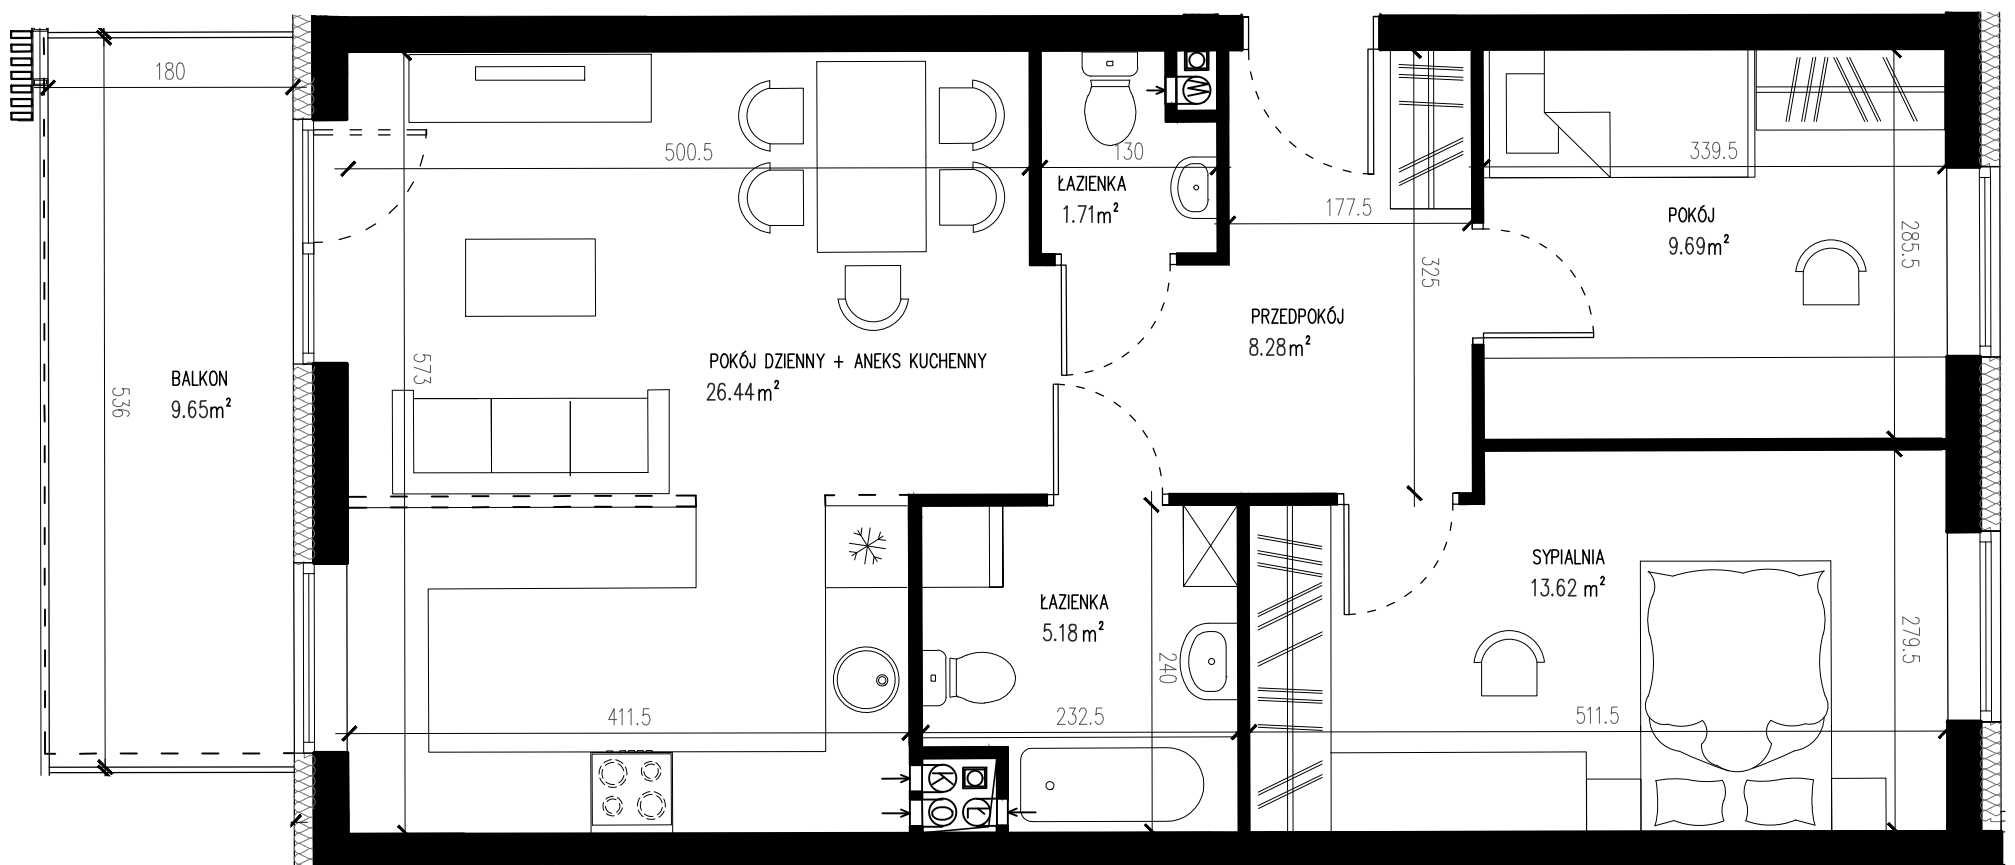 180
BALKON
9.65m²
536
500.5
573
POKÓJ DZIENNY + ANEKS KUCHENNY
26.44m²
411.5
130
ŁAZIENKA
1.71m²
W
177.5
325
PRZEDPOKÓJ
8.28m²
339.5
POKÓJ
9.69m²
285.5
ŁAZIENKA
5.18m²
240
232.5
K
O
Ł
SYPIALNIA
13.62 m²
279.5
511.5